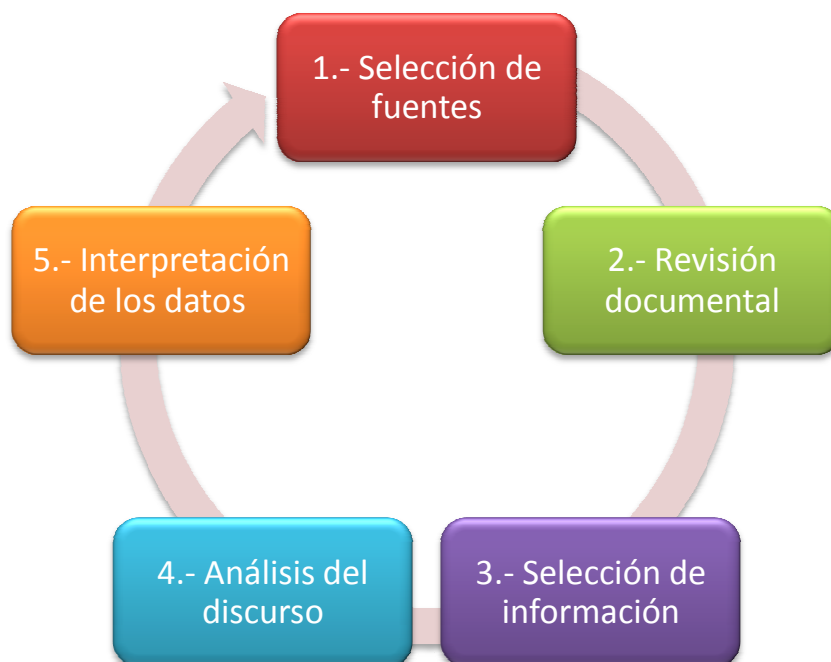 1.- Selección de
fuentes
2.- Revisión
documental
3.- Selección de
información
4.- Análisis del
discurso
5.- Interpretación
de los datos